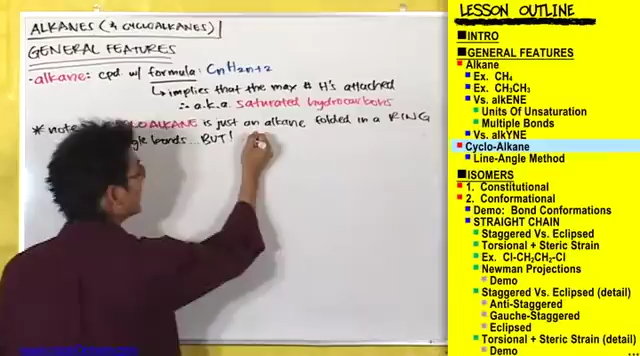 ALKANES (& CYCLOALKANES)
GENERAL FEATURES
-alkane: cpd. w/ formula: CnH2n+2
↳ implies that the max # H's attached
∴ a.k.a. saturated hydrocarbons
* note CYCLOALKANE is just an alkane folded in a RING
bonds...BUT!
LESSON OUTLINE
INTRO
GENERAL FEATURES
Alkane
Ex. CH4
Ex. CH3CH3
Vs. alkENE
Units Of Unsaturation
Multiple Bonds
Vs. alkYNE
Cyclo-Alkane
Line-Angle Method
ISOMERS
1. Constitutional
2. Conformational
Demo: Bond Conformations
STRAIGHT CHAIN
Staggered Vs. Eclipsed
Torsional + Steric Strain
Ex. Cl-CH2CH2-Cl
Newman Projections
Demo
Staggered Vs. Eclipsed (detail)
Anti-Staggered
Gauche-Staggered
Eclipsed
Torsional + Steric Strain (detail)
Demo